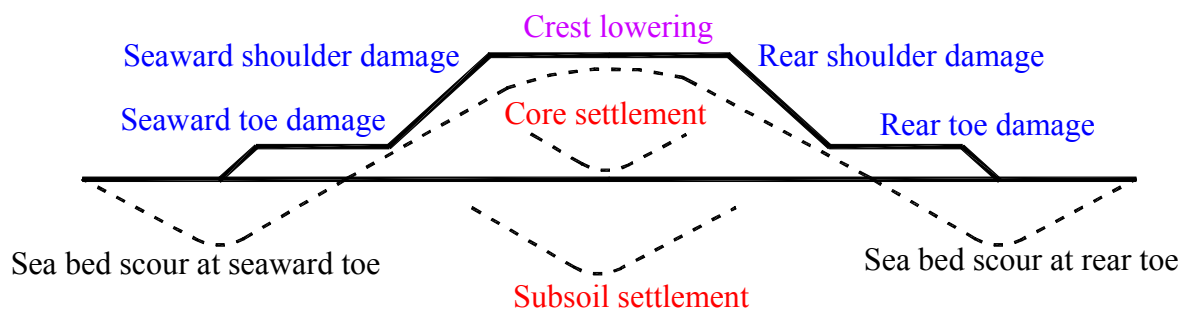 Crest lowering
Seaward shoulder damage
Rear shoulder damage
Core settlement
Seaward toe damage
Rear toe damage
Sea bed scour at seaward toe
Sea bed scour at rear toe
Subsoil settlement